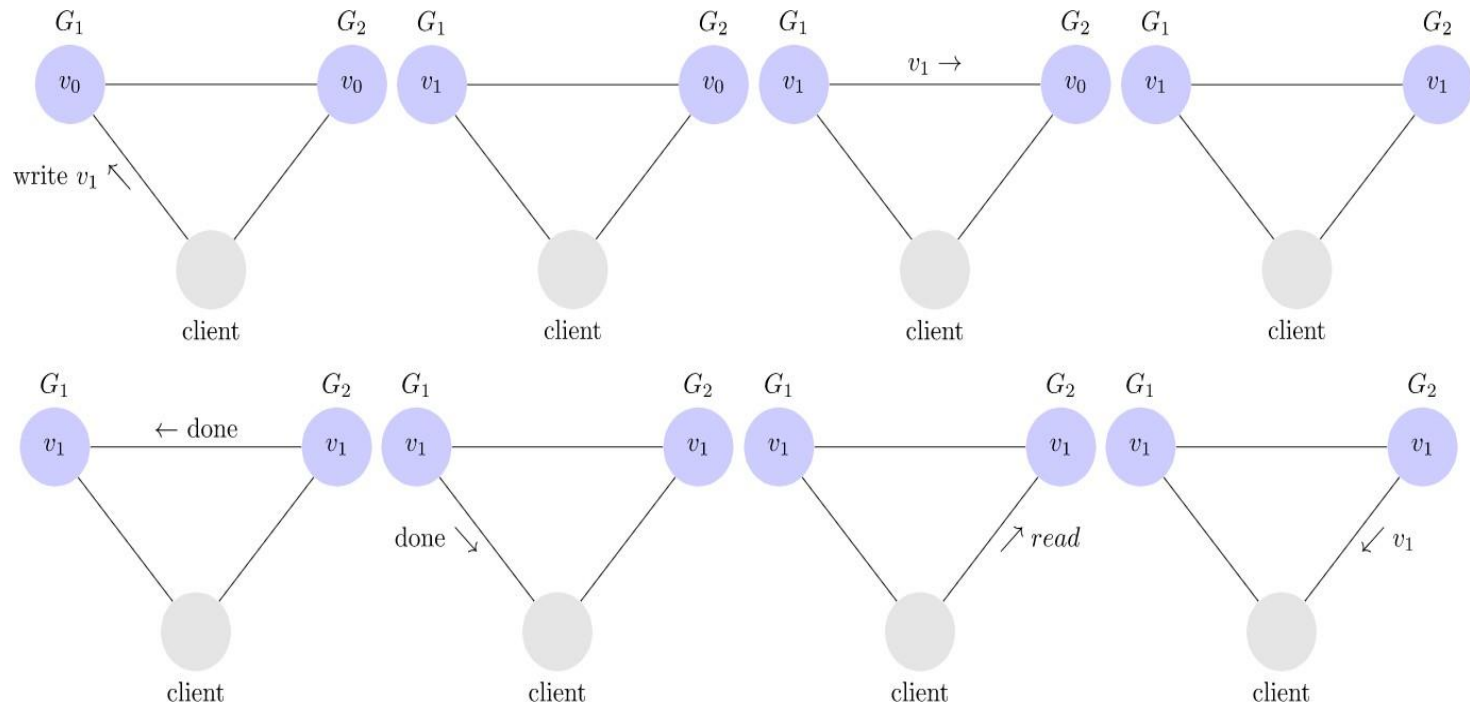 G₁ G₂ G₁ G₂ G₁ G₂ G₁ G₂
v₀ v₀ v₁ v₀ v₁ v₁ → v₀ v₁ v₁
write v₁ ↖
client client client client
G₁ G₂ G₁ G₂ G₁ G₂ G₁ G₂
v₁ ← done v₁ v₁ v₁ v₁ v₁ v₁ v₁
done ↘ ↗ read ↙ v₁
client client client client